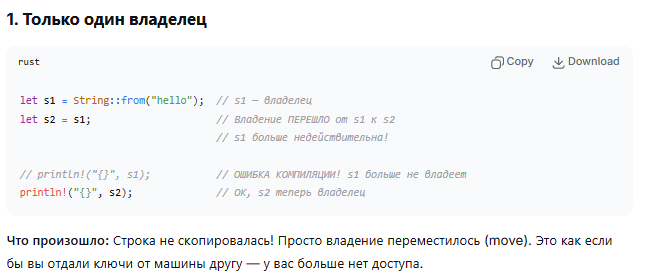 1. Только один владелец
rust
Copy
Download
let s1 = String::from("hello"); // s1 — владелец
let s2 = s1; // Владение ПЕРЕШЛО от s1 к s2
// s1 больше недействительна!
// println!("{}", s1); // ОШИБКА КОМПИЛЯЦИИ! s1 больше не владеет
println!("{}", s2); // OK, s2 теперь владелец
Что произошло: Строка не скопировалась! Просто владение переместилось (move). Это как если
бы вы отдали ключи от машины другу — у вас больше нет доступа.